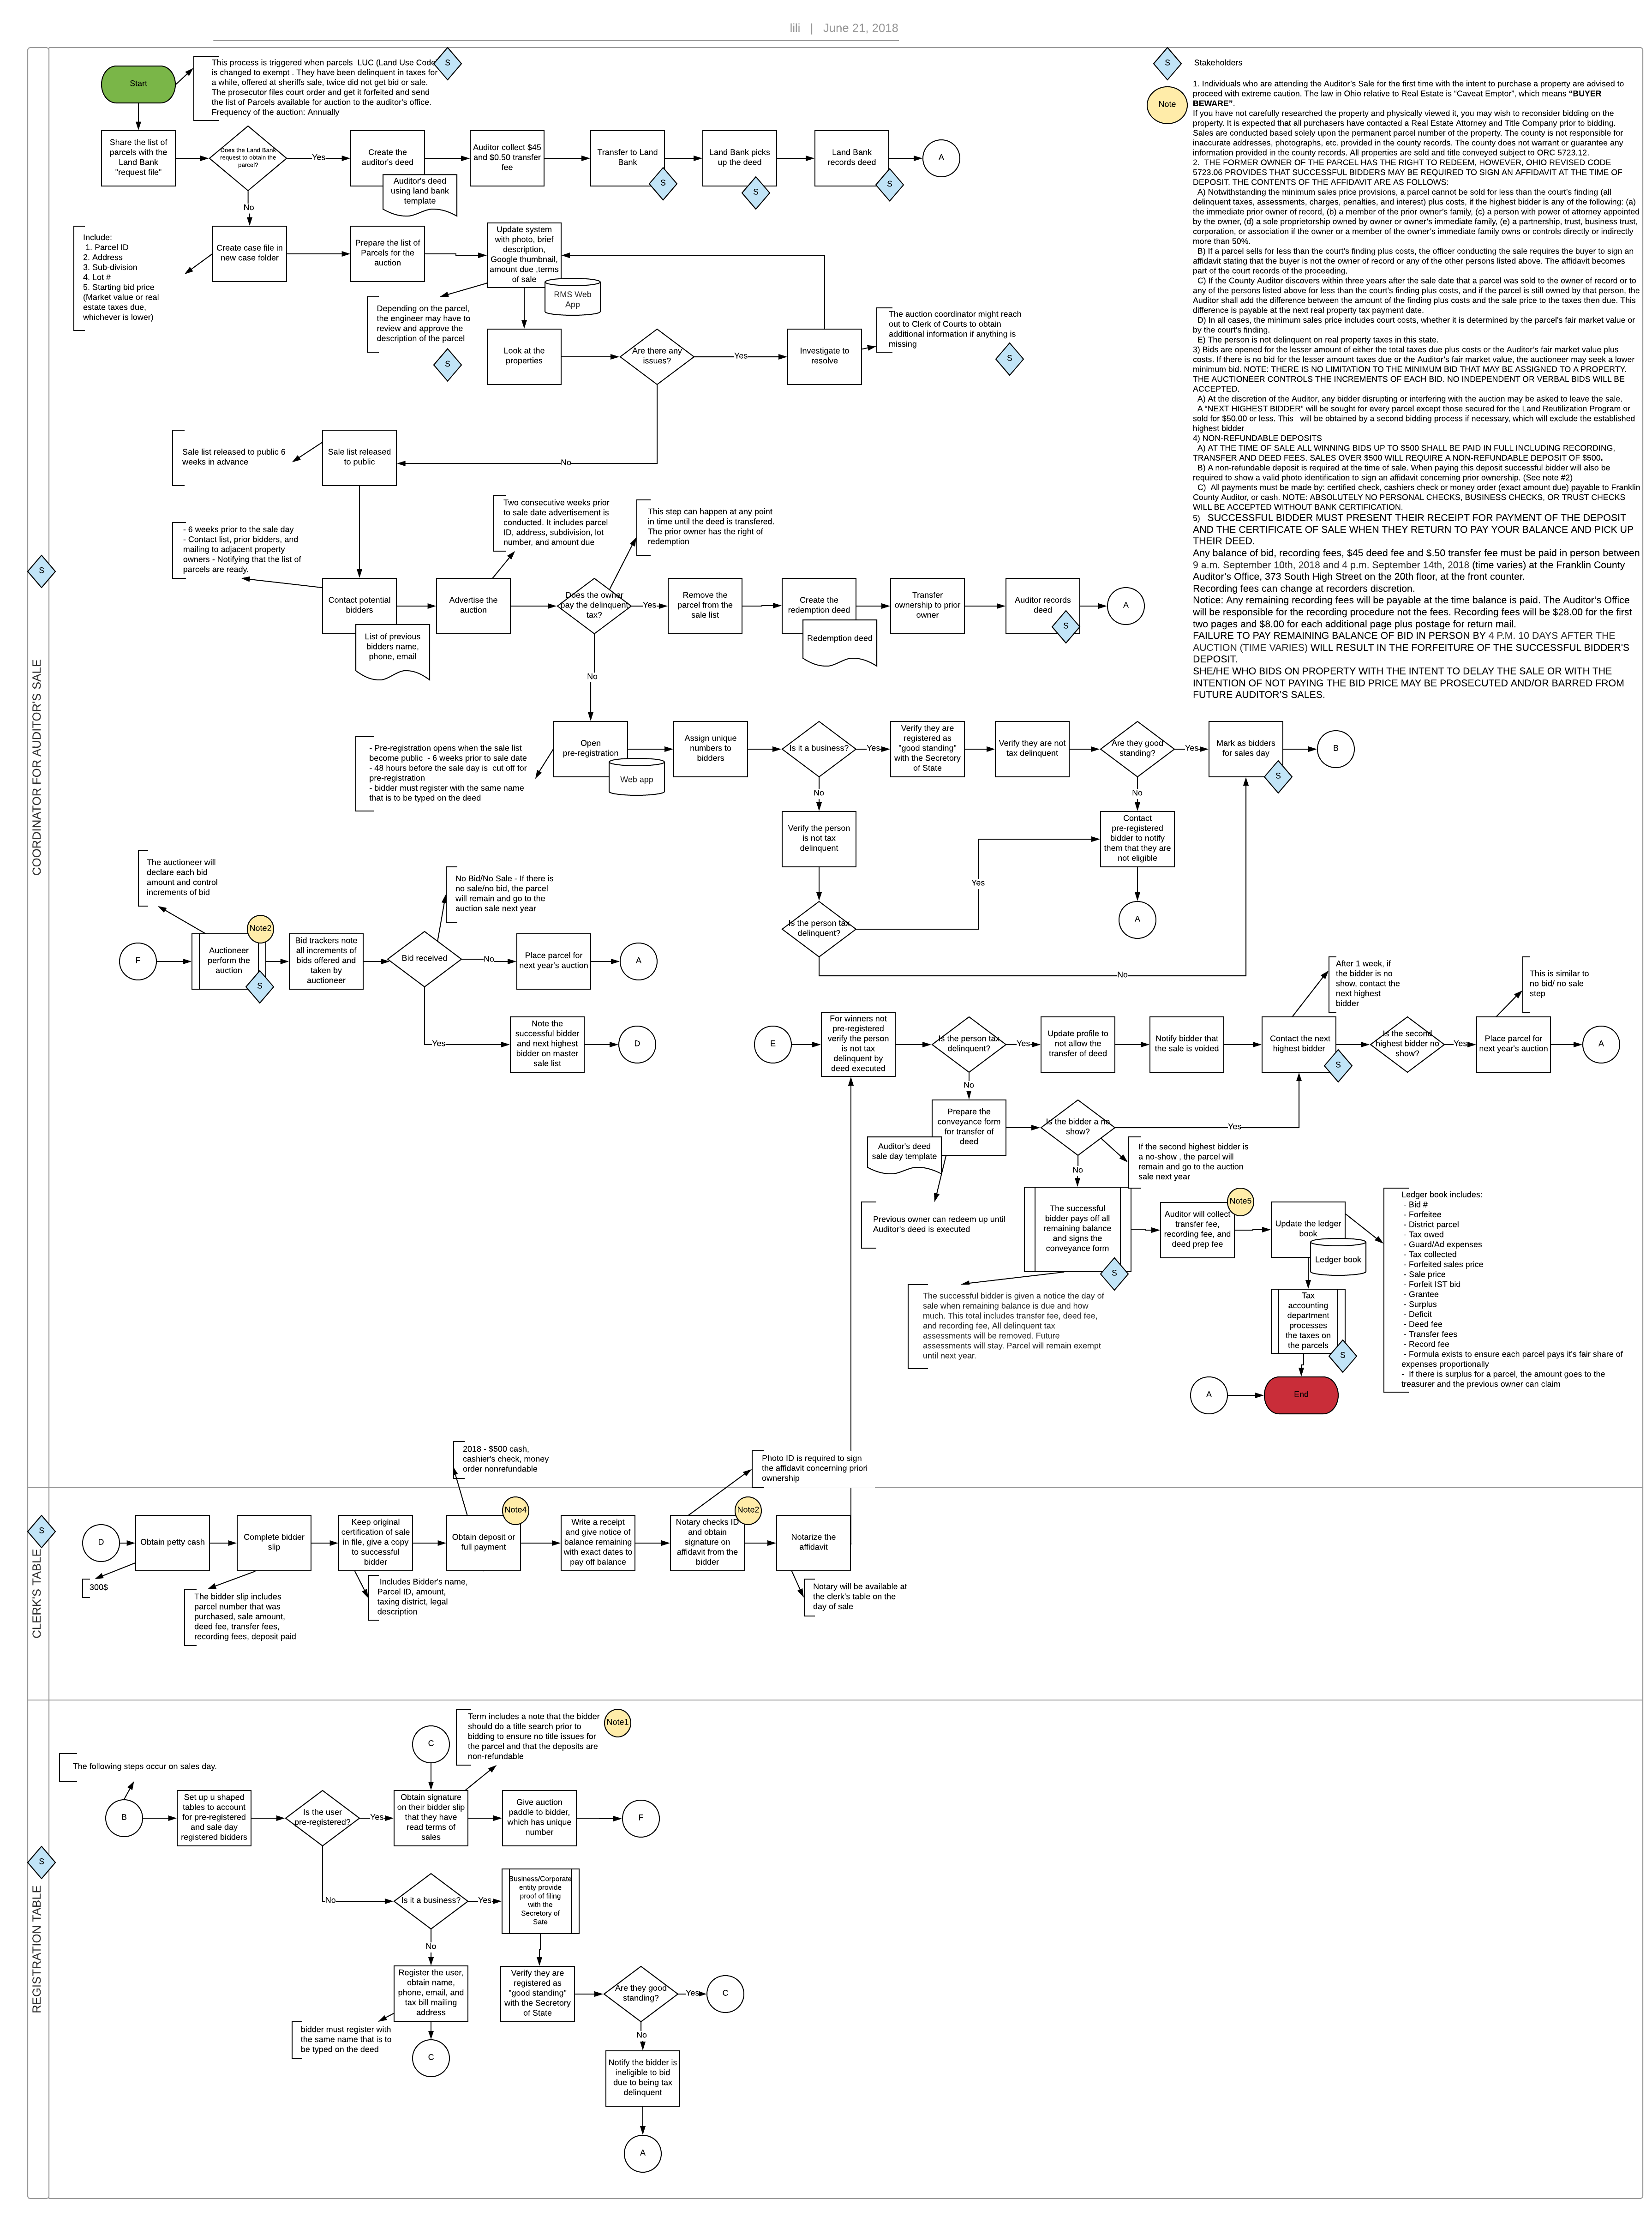 lili | June 21, 2018
Start
This process is triggered when parcels LUC (Land Use Code
is changed to exempt . They have been delinquent in taxes for
a while, offered at sheriffs sale, twice did not get bid or sale.
The prosecutor files court order and get it forfeited and send
the list of Parcels available for auction to the auditor's office.
Frequency of the auction: Annually
S
S
Stakeholders
Note
1. Individuals who are attending the Auditor's Sale for the first time with the intent to purchase a property are advised to
proceed with extreme caution. The law in Ohio relative to Real Estate is "Caveat Emptor", which means "BUYER
BEWARE".
If you have not carefully researched the property and physically viewed it, you may wish to reconsider bidding on the
property. It is expected that all purchasers have contacted a Real Estate Attorney and Title Company prior to bidding.
Sales are conducted based solely upon the permanent parcel number of the property. The county is not responsible for
inaccurate addresses, photographs, etc. provided in the county records. The county does not warrant or guarantee any
information provided in the county records. All properties are sold and title conveyed subject to ORC 5723.12.
2. THE FORMER OWNER OF THE PARCEL HAS THE RIGHT TO REDEEM, HOWEVER, OHIO REVISED CODE
5723.06 PROVIDES THAT SUCCESSFUL BIDDERS MAY BE REQUIRED TO SIGN AN AFFIDAVIT AT THE TIME OF
DEPOSIT. THE CONTENTS OF THE AFFIDAVIT ARE AS FOLLOWS:
A) Notwithstanding the minimum sales price provisions, a parcel cannot be sold for less than the court's finding (all
delinquent taxes, assessments, charges, penalties, and interest) plus costs, if the highest bidder is any of the following: (a)
the immediate prior owner of record, (b) a member of the prior owner's family, (c) a person with power of attorney appointed
by the owner, (d) a sole proprietorship owned by owner or owner's immediate family, (e) a partnership, trust, business trust,
corporation, or association if the owner or a member of the owner's immediate family owns or controls directly or indirectly
more than 50%.
B) If a parcel sells for less than the court's finding plus costs, the officer conducting the sale requires the buyer to sign an
affidavit stating that the buyer is not the owner of record or any of the other persons listed above. The affidavit becomes
part of the court records of the proceeding.
C) If the County Auditor discovers within three years after the sale date that a parcel was sold to the owner of record or to
any of the persons listed above for less than the court's finding plus costs, and if the parcel is still owned by that person, the
Auditor shall add the difference between the amount of the finding plus costs and the sale price to the taxes then due. This
difference is payable at the next real property tax payment date.
D) In all cases, the minimum sales price includes court costs, whether it is determined by the parcel's fair market value or
by the court's finding.
E) The person is not delinquent on real property taxes in this state.
3) Bids are opened for the lesser amount of either the total taxes due plus costs or the Auditor's fair market value plus
costs. If there is no bid for the lesser amount taxes due or the Auditor's fair market value, the auctioneer may seek a lower
minimum bid. NOTE: THERE IS NO LIMITATION TO THE MINIMUM BID THAT MAY BE ASSIGNED TO A PROPERTY.
THE AUCTIONEER CONTROLS THE INCREMENTS OF EACH BID. NO INDEPENDENT OR VERBAL BIDS WILL BE
ACCEPTED.
A) At the discretion of the Auditor, any bidder disrupting or interfering with the auction may be asked to leave the sale.
A "NEXT HIGHEST BIDDER" will be sought for every parcel except those secured for the Land Reutilization Program or
sold for $50.00 or less. This will be obtained by a second bidding process if necessary, which will exclude the established
highest bidder
4) NON-REFUNDABLE DEPOSITS
A) AT THE TIME OF SALE ALL WINNING BIDS UP TO $500 SHALL BE PAID IN FULL INCLUDING RECORDING,
TRANSFER AND DEED FEES. SALES OVER $500 WILL REQUIRE A NON-REFUNDABLE DEPOSIT OF $500.
B) A non-refundable deposit is required at the time of sale. When paying this deposit successful bidder will also be
required to show a valid photo identification to sign an affidavit concerning prior ownership. (See note #2)
C) All payments must be made by: certified check, cashiers check or money order (exact amount due) payable to Franklin
County Auditor, or cash. NOTE: ABSOLUTELY NO PERSONAL CHECKS, BUSINESS CHECKS, OR TRUST CHECKS
WILL BE ACCEPTED WITHOUT BANK CERTIFICATION.
5) SUCCESSFUL BIDDER MUST PRESENT THEIR RECEIPT FOR PAYMENT OF THE DEPOSIT
AND THE CERTIFICATE OF SALE WHEN THEY RETURN TO PAY YOUR BALANCE AND PICK UP
THEIR DEED.
Any balance of bid, recording fees, $45 deed fee and $.50 transfer fee must be paid in person between
9 a.m. September 10th, 2018 and 4 p.m. September 14th, 2018 (time varies) at the Franklin County
Auditor's Office, 373 South High Street on the 20th floor, at the front counter.
Recording fees can change at recorders discretion.
Notice: Any remaining recording fees will be payable at the time balance is paid. The Auditor's Office
will be responsible for the recording procedure not the fees. Recording fees will be $28.00 for the first
two pages and $8.00 for each additional page plus postage for return mail.
FAILURE TO PAY REMAINING BALANCE OF BID IN PERSON BY 4 P.M. 10 DAYS AFTER THE
AUCTION (TIME VARIES) WILL RESULT IN THE FORFEITURE OF THE SUCCESSFUL BIDDER'S
DEPOSIT.
SHE/HE WHO BIDS ON PROPERTY WITH THE INTENT TO DELAY THE SALE OR WITH THE
INTENTION OF NOT PAYING THE BID PRICE MAY BE PROSECUTED AND/OR BARRED FROM
FUTURE AUDITOR'S SALES.
COORDINATOR FOR AUDITOR'S SALE
S
Share the list of
parcels with the
Land Bank
"request file"
Does the Land Bank
request to obtain the
parcel?
Yes
Create the
auditor's deed
Auditor's deed
using land bank
template
Auditor collect $45
and $0.50 transfer
fee
Transfer to Land
Bank
S
Land Bank picks
up the deed
S
Land Bank
records deed
S
A
No
Include:
1. Parcel ID
2. Address
3. Sub-division
4. Lot #
5. Starting bid price
(Market value or real
estate taxes due,
whichever is lower)
Create case file in
new case folder
Prepare the list of
Parcels for the
auction
Update system
with photo, brief
description,
Google thumbnail,
amount due ,terms
of sale
RMS Web
App
Depending on the parcel,
the engineer may have to
review and approve the
description of the parcel
S
Look at the
properties
Are there any
issues?
Yes
Investigate to
resolve
The auction coordinator might reach
out to Clerk of Courts to obtain
additional information if anything is
missing
S
No
Sale list released to public 6
weeks in advance
Sale list released
to public
- 6 weeks prior to the sale day
- Contact list, prior bidders, and
mailing to adjacent property
owners - Notifying that the list of
parcels are ready.
Two consecutive weeks prior
to sale date advertisement is
conducted. It includes parcel
ID, address, subdivision, lot
number, and amount due
This step can happen at any point
in time until the deed is transferred.
The prior owner has the right of
redemption
Contact potential
bidders
List of previous
bidders name,
phone, email
Advertise the
auction
Does the owner
pay the delinquent
tax?
Yes
Remove the
parcel from the
sale list
Create the
redemption deed
Redemption deed
Transfer
ownership to prior
owner
Auditor records
deed
S
A
No
- Pre-registration opens when the sale list
become public - 6 weeks prior to sale date
- 48 hours before the sale day is cut off for
pre-registration
- bidder must register with the same name
that is to be typed on the deed
Open
pre-registration
Web app
Assign unique
numbers to
bidders
Is it a business?
Yes
Verify they are
registered as
"good standing"
with the Secretary
of State
Verify they are not
tax delinquent
Are they good
standing?
Yes
Mark as bidders
for sales day
S
B
No
No
Verify the person
is not tax
delinquent
Contact
pre-registered
bidder to notify
them that they are
not eligible
Yes
A
Is the person tax
delinquent?
No
The auctioneer will
declare each bid
amount and control
increments of bid
No Bid/No Sale - If there is
no sale/no bid, the parcel
will remain and go to the
auction sale next year
F
Auctioneer
perform the
auction
Note2
S
Bid trackers note
all increments of
bids offered and
taken by
auctioneer
Bid received
No
Place parcel for
next year's auction
A
Yes
Note the
successful bidder
and next highest
bidder on master
sale list
D
E
For winners not
pre-registered
verify the person
is not tax
delinquent by
deed executed
Is the person tax
delinquent?
Yes
Update profile to
not allow the
transfer of deed
Notify bidder that
the sale is voided
After 1 week, if
the bidder is no
show, contact the
next highest
bidder
Contact the next
highest bidder
S
Is the second
highest bidder no
show?
Yes
This is similar to
no bid/ no sale
step
Place parcel for
next year's auction
A
No
Prepare the
conveyance form
for transfer of
deed
Auditor's deed
sale day template
Is the bidder a no
show?
Yes
If the second highest bidder is
a no-show , the parcel will
remain and go to the auction
sale next year
No
Previous owner can redeem up until
Auditor's deed is executed
The successful
bidder pays off all
remaining balance
and signs the
conveyance form
S
Auditor will collect
transfer fee,
recording fee, and
deed prep fee
Note5
Update the ledger
book
Ledger book
Ledger book includes:
- Bid #
- Forfeitee
- District parcel
- Tax owed
- Guard/Ad expenses
- Tax collected
- Forfeited sales price
- Sale price
- Forfeit IST bid
- Grantee
- Surplus
- Deficit
- Deed fee
- Transfer fees
- Record fee
- Formula exists to ensure each parcel pays it's fair share of
expenses proportionally
- If there is surplus for a parcel, the amount goes to the
treasurer and the previous owner can claim
The successful bidder is given a notice the day of
sale when remaining balance is due and how
much. This total includes transfer fee, deed fee,
and recording fee, All delinquent tax
assessments will be removed. Future
assessments will stay. Parcel will remain exempt
until next year.
Tax
accounting
department
processes
the taxes on
the parcels
S
A
End
CLERK'S TABLE
S
2018 - $500 cash,
cashier's check, money
order nonrefundable
Photo ID is required to sign
the affidavit concerning priori
ownership
D
Obtain petty cash
300$
Complete bidder
slip
The bidder slip includes
parcel number that was
purchased, sale amount,
deed fee, transfer fees,
recording fees, deposit paid
Keep original
certification of sale
in file, give a copy
to successful
bidder
Includes Bidder's name,
Parcel ID, amount,
taxing district, legal
description
Obtain deposit or
full payment
Note4
Write a receipt
and give notice of
balance remaining
with exact dates to
pay off balance
Notary checks ID
and obtain
signature on
affidavit from the
bidder
Note2
Notarize the
affidavit
Notary will be available at
the clerk's table on the
day of sale
REGISTRATION TABLE
S
The following steps occur on sales day.
C
Term includes a note that the bidder
should do a title search prior to
bidding to ensure no title issues for
the parcel and that the deposits are
non-refundable
Note1
B
Set up u shaped
tables to account
for pre-registered
and sale day
registered bidders
Is the user
pre-registered?
Yes
Obtain signature
on their bidder slip
that they have
read terms of
sales
Give auction
paddle to bidder,
which has unique
number
F
No
Is it a business?
Yes
Business/Corporate
entity provide
proof of filing
with the
Secretary of
Sate
No
Register the user,
obtain name,
phone, email, and
tax bill mailing
address
bidder must register with
the same name that is to
be typed on the deed
C
Verify they are
registered as
"good standing"
with the Secretary
of State
Are they good
standing?
Yes
C
No
Notify the bidder is
ineligible to bid
due to being tax
delinquent
A